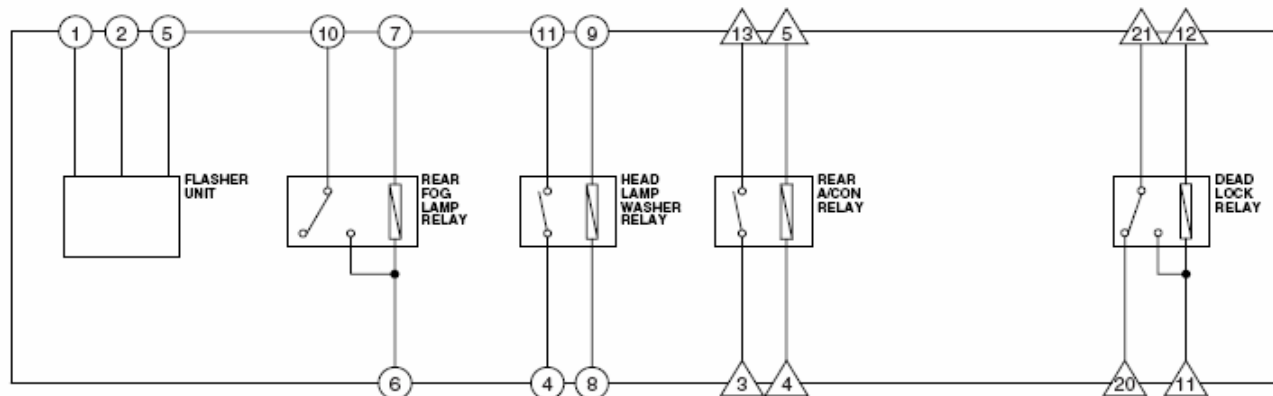 1 2 5 10 7 11 9 13 5 21 12
FLASHER
UNIT
REAR
FOG
LAMP
RELAY
HEAD
LAMP
WASHER
RELAY
REAR
A/CON
RELAY
DEAD
LOCK
RELAY
6 4 8 3 4 20 11